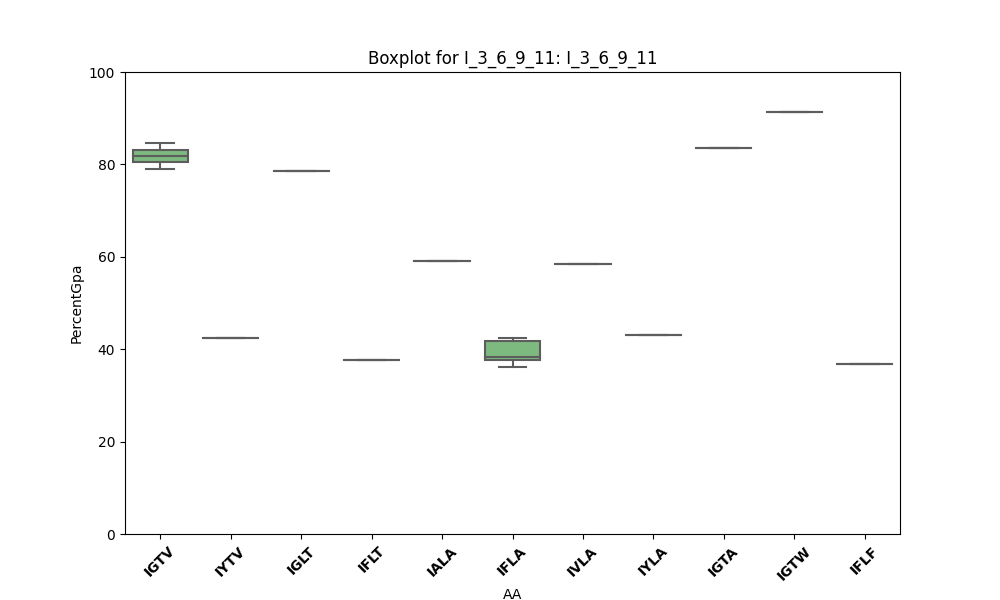 Boxplot for I_3_6_9_11: I_3_6_9_11
100
80
60
40
20
0
PercentGpa
IGTV IYTV IGLT IFLT IALA IFLA IVLA IYLA IGTA IGTW IFLF
AA